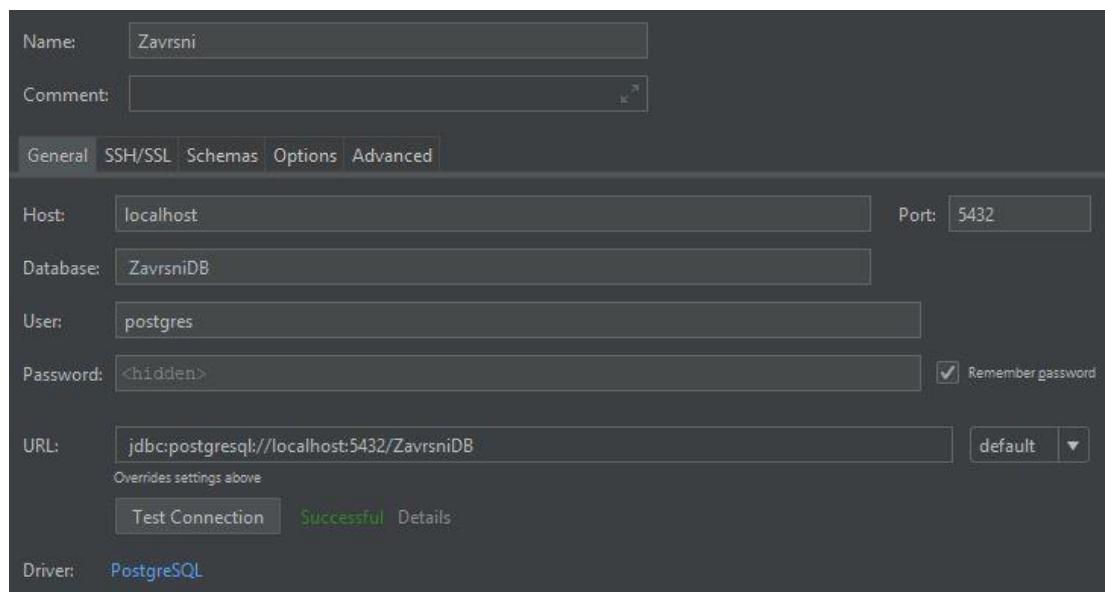 Name: Zavrsni
Comment:
General SSH/SSL Schemas Options Advanced
Host: localhost Port: 5432
Database: ZavrsniDB
User: postgres
Password: <hidden> Remember password
URL: jdbc:postgresql://localhost:5432/ZavrsniDB default
Overrides settings above
Test Connection Successful Details
Driver: PostgreSQL